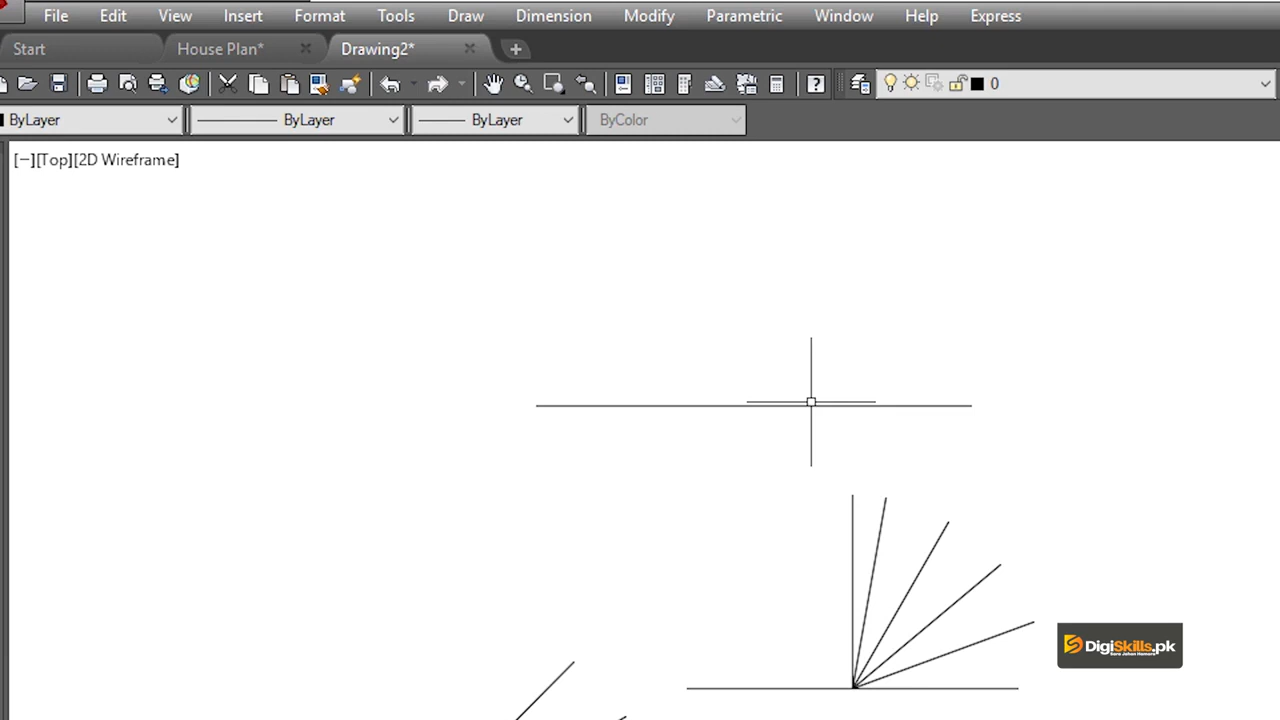 File Edit View Insert Format Tools Draw Dimension Modify Parametric Window Help Express
Start House Plan* Drawing2*
0
ByLayer ByLayer ByLayer ByColor
[−][Top][2D Wireframe]
DigiSkills.pk